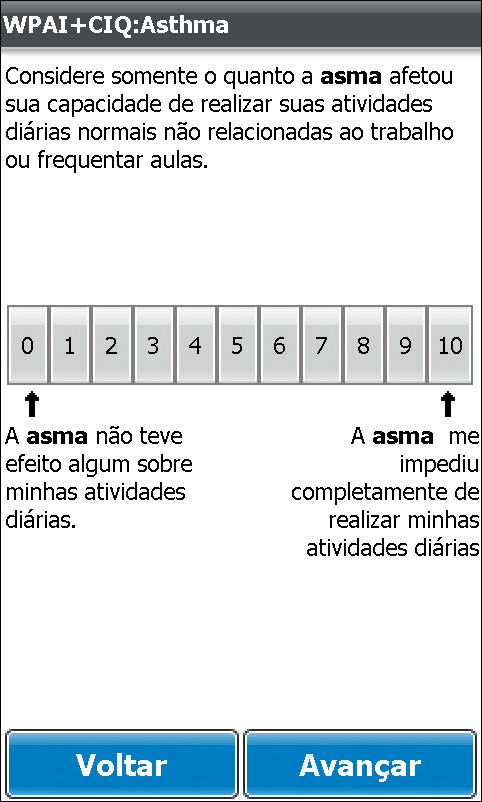 WPAI+CIQ:Asthma
Considere somente o quanto a asma afetou
sua capacidade de realizar suas atividades
diárias normais não relacionadas ao trabalho
ou frequentar aulas.
0 1 2 3 4 5 6 7 8 9 10
A asma não teve
efeito algum sobre
minhas atividades
diárias.
A asma me
impediu
completamente de
realizar minhas
atividades diárias
Voltar Avançar